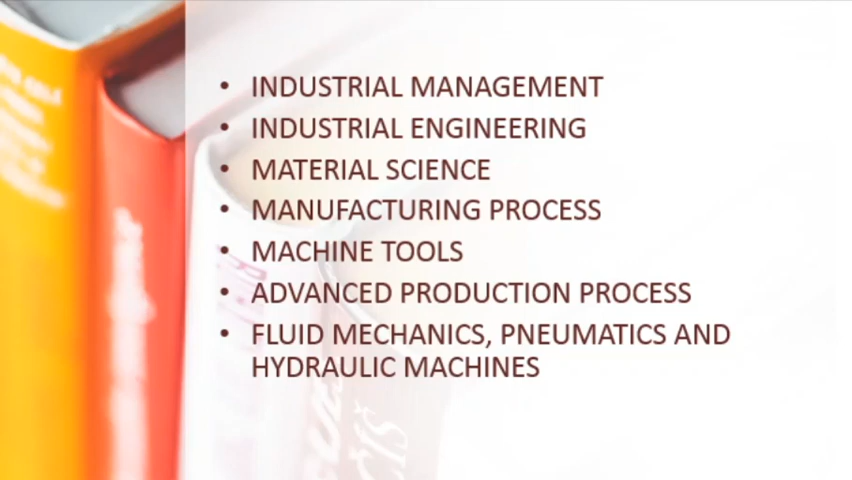 • INDUSTRIAL MANAGEMENT
• INDUSTRIAL ENGINEERING
• MATERIAL SCIENCE
• MANUFACTURING PROCESS
• MACHINE TOOLS
• ADVANCED PRODUCTION PROCESS
• FLUID MECHANICS, PNEUMATICS AND
HYDRAULIC MACHINES